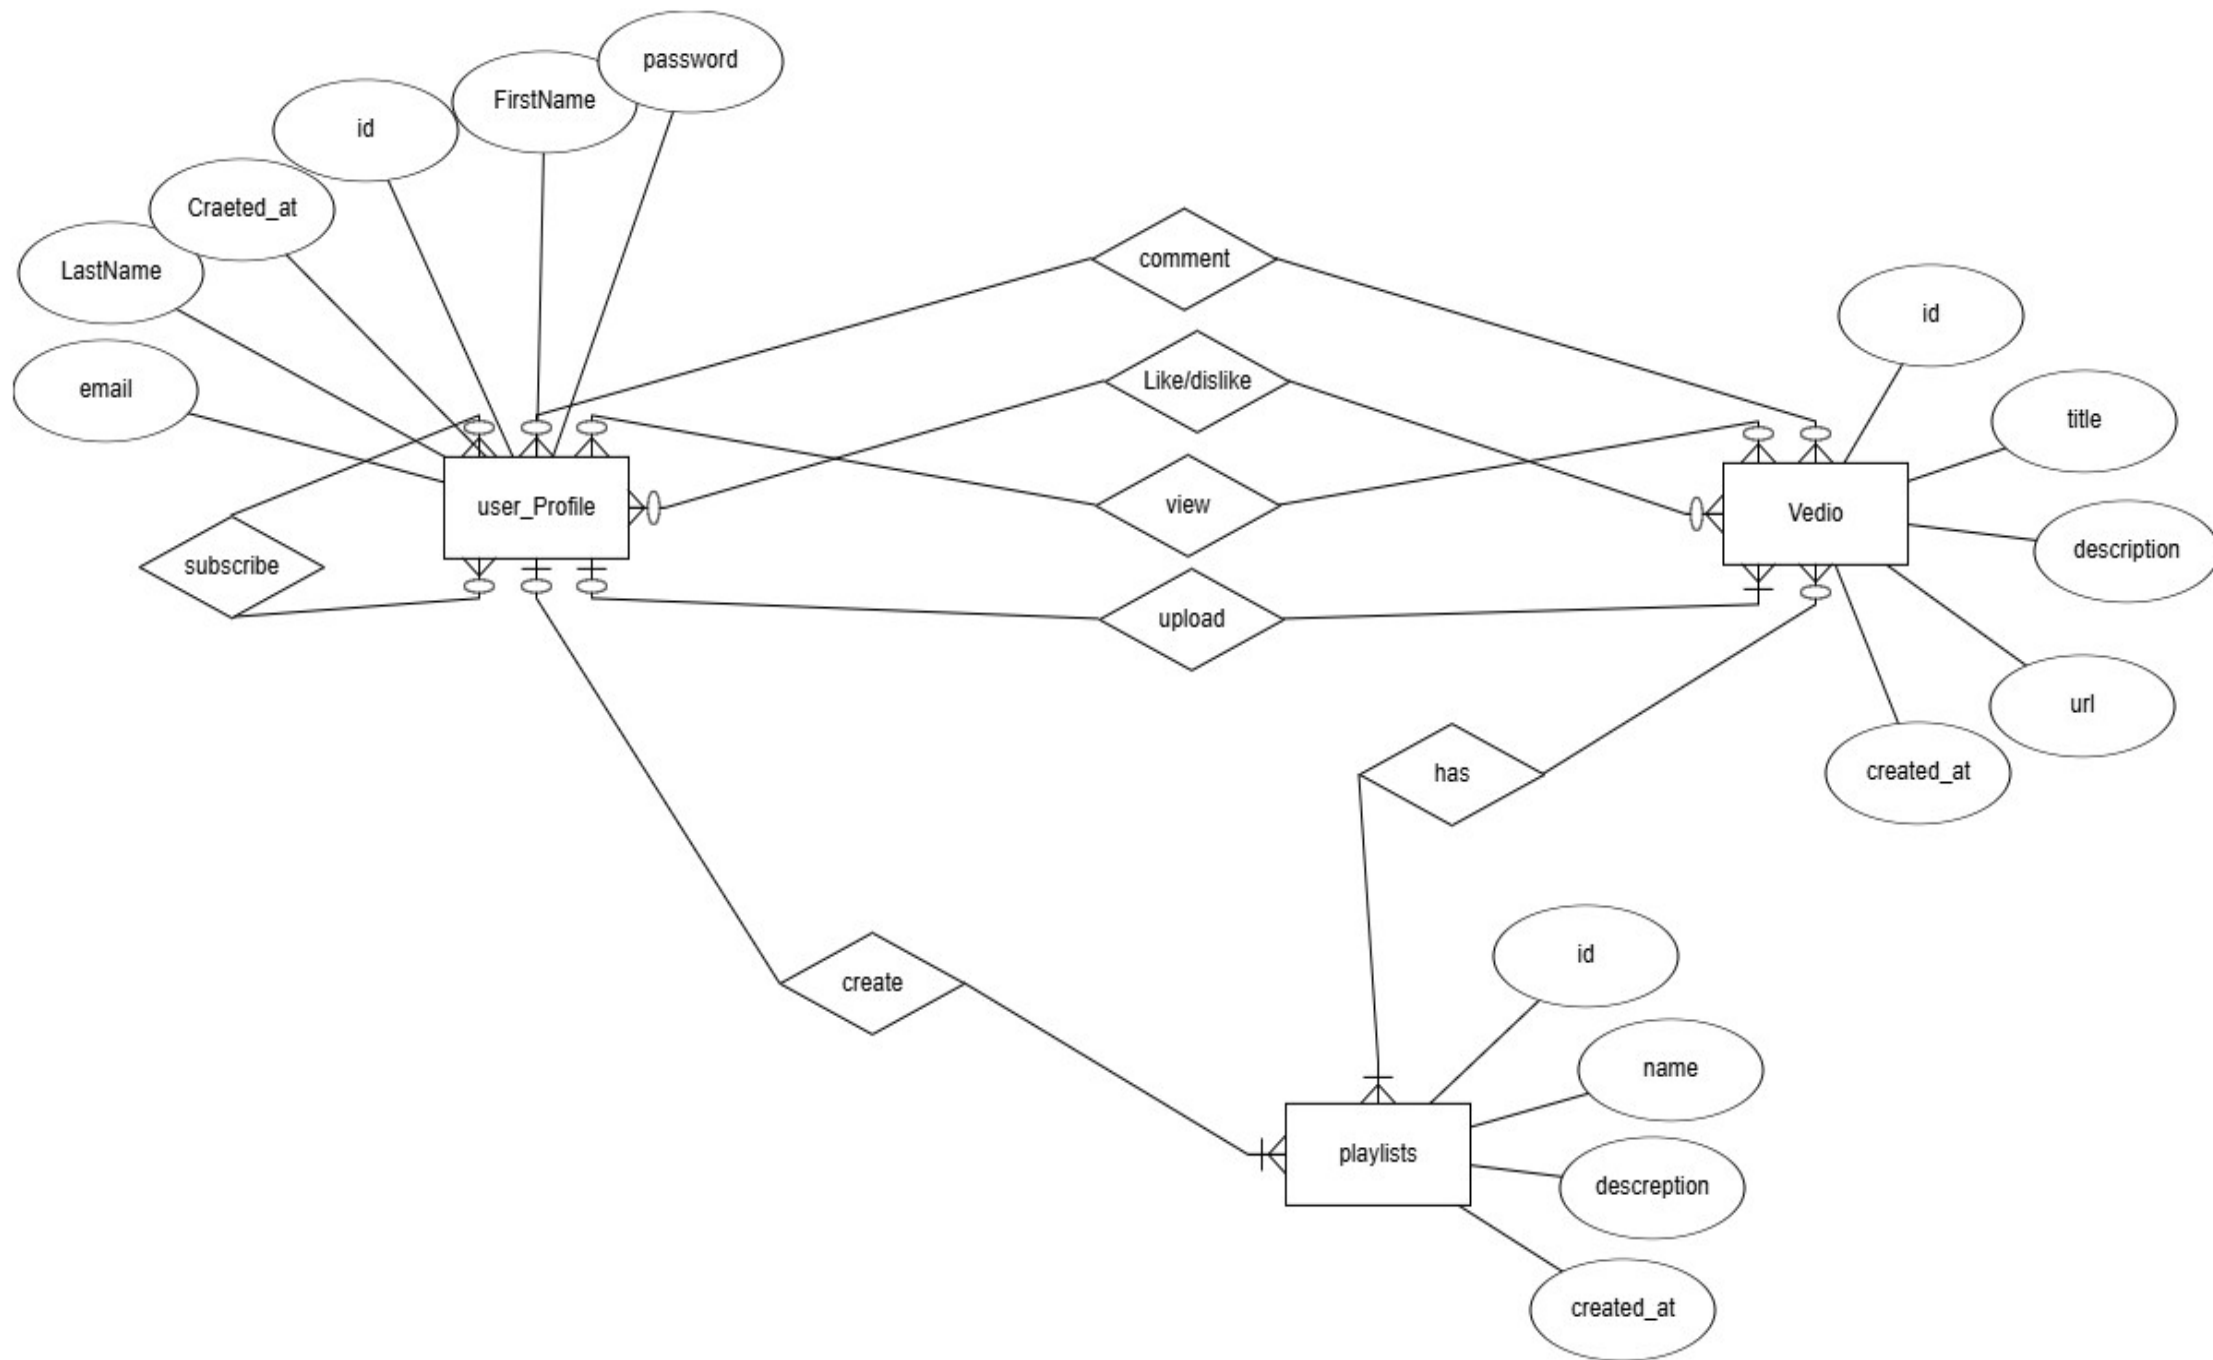 password
FirstName
id
Craeted_at
LastName
email
comment
Like/dislike
id
title
user_Profile
view
Vedio
description
subscribe
upload
url
has
created_at
create
id
name
playlists
descreption
created_at